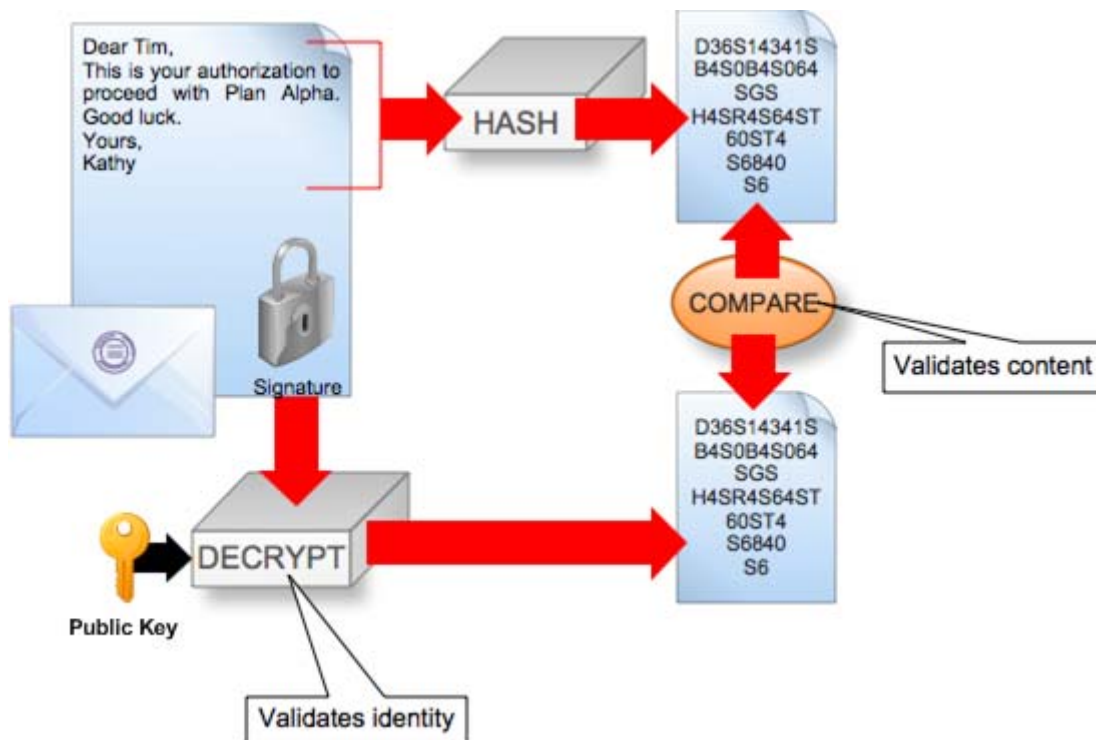 Dear Tim,
This is your authorization to
proceed with Plan Alpha.
Good luck.
Yours,
Kathy
Signature
HASH
D36S14341S
B4S0B4S064
SGS
H4SR4S64ST
60ST4
S6840
S6
COMPARE
Validates content
D36S14341S
B4S0B4S064
SGS
H4SR4S64ST
60ST4
S6840
S6
DECRYPT
Public Key
Validates identity